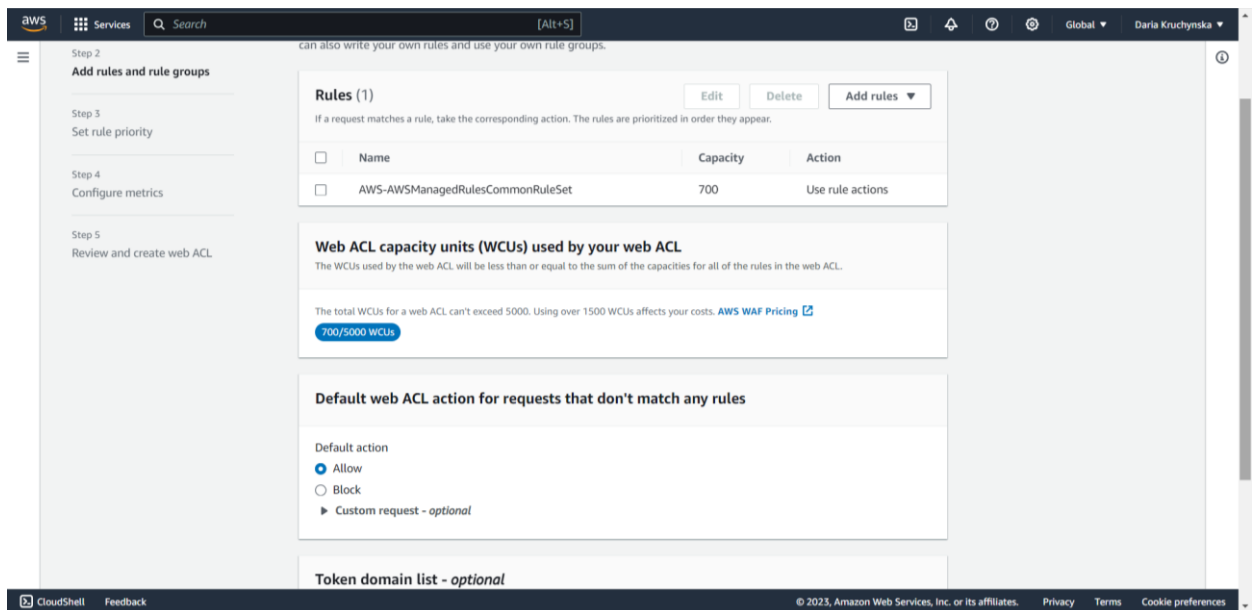 aws
Services
Search
[Alt+S]
Global
Daria Kruchynska
Step 2
Add rules and rule groups
Step 3
Set rule priority
Step 4
Configure metrics
Step 5
Review and create web ACL
can also write your own rules and use your own rule groups.
Rules (1)
Edit
Delete
Add rules
If a request matches a rule, take the corresponding action. The rules are prioritized in order they appear.
Name
Capacity
Action
AWS-AWSManagedRulesCommonRuleSet
700
Use rule actions
Web ACL capacity units (WCUs) used by your web ACL
The WCUs used by the web ACL will be less than or equal to the sum of the capacities for all of the rules in the web ACL.
The total WCUs for a web ACL can't exceed 5000. Using over 1500 WCUs affects your costs. AWS WAF Pricing
700/5000 WCUs
Default web ACL action for requests that don't match any rules
Default action
Allow
Block
Custom request - optional
Token domain list - optional
CloudShell
Feedback
© 2023, Amazon Web Services, Inc. or its affiliates.
Privacy
Terms
Cookie preferences